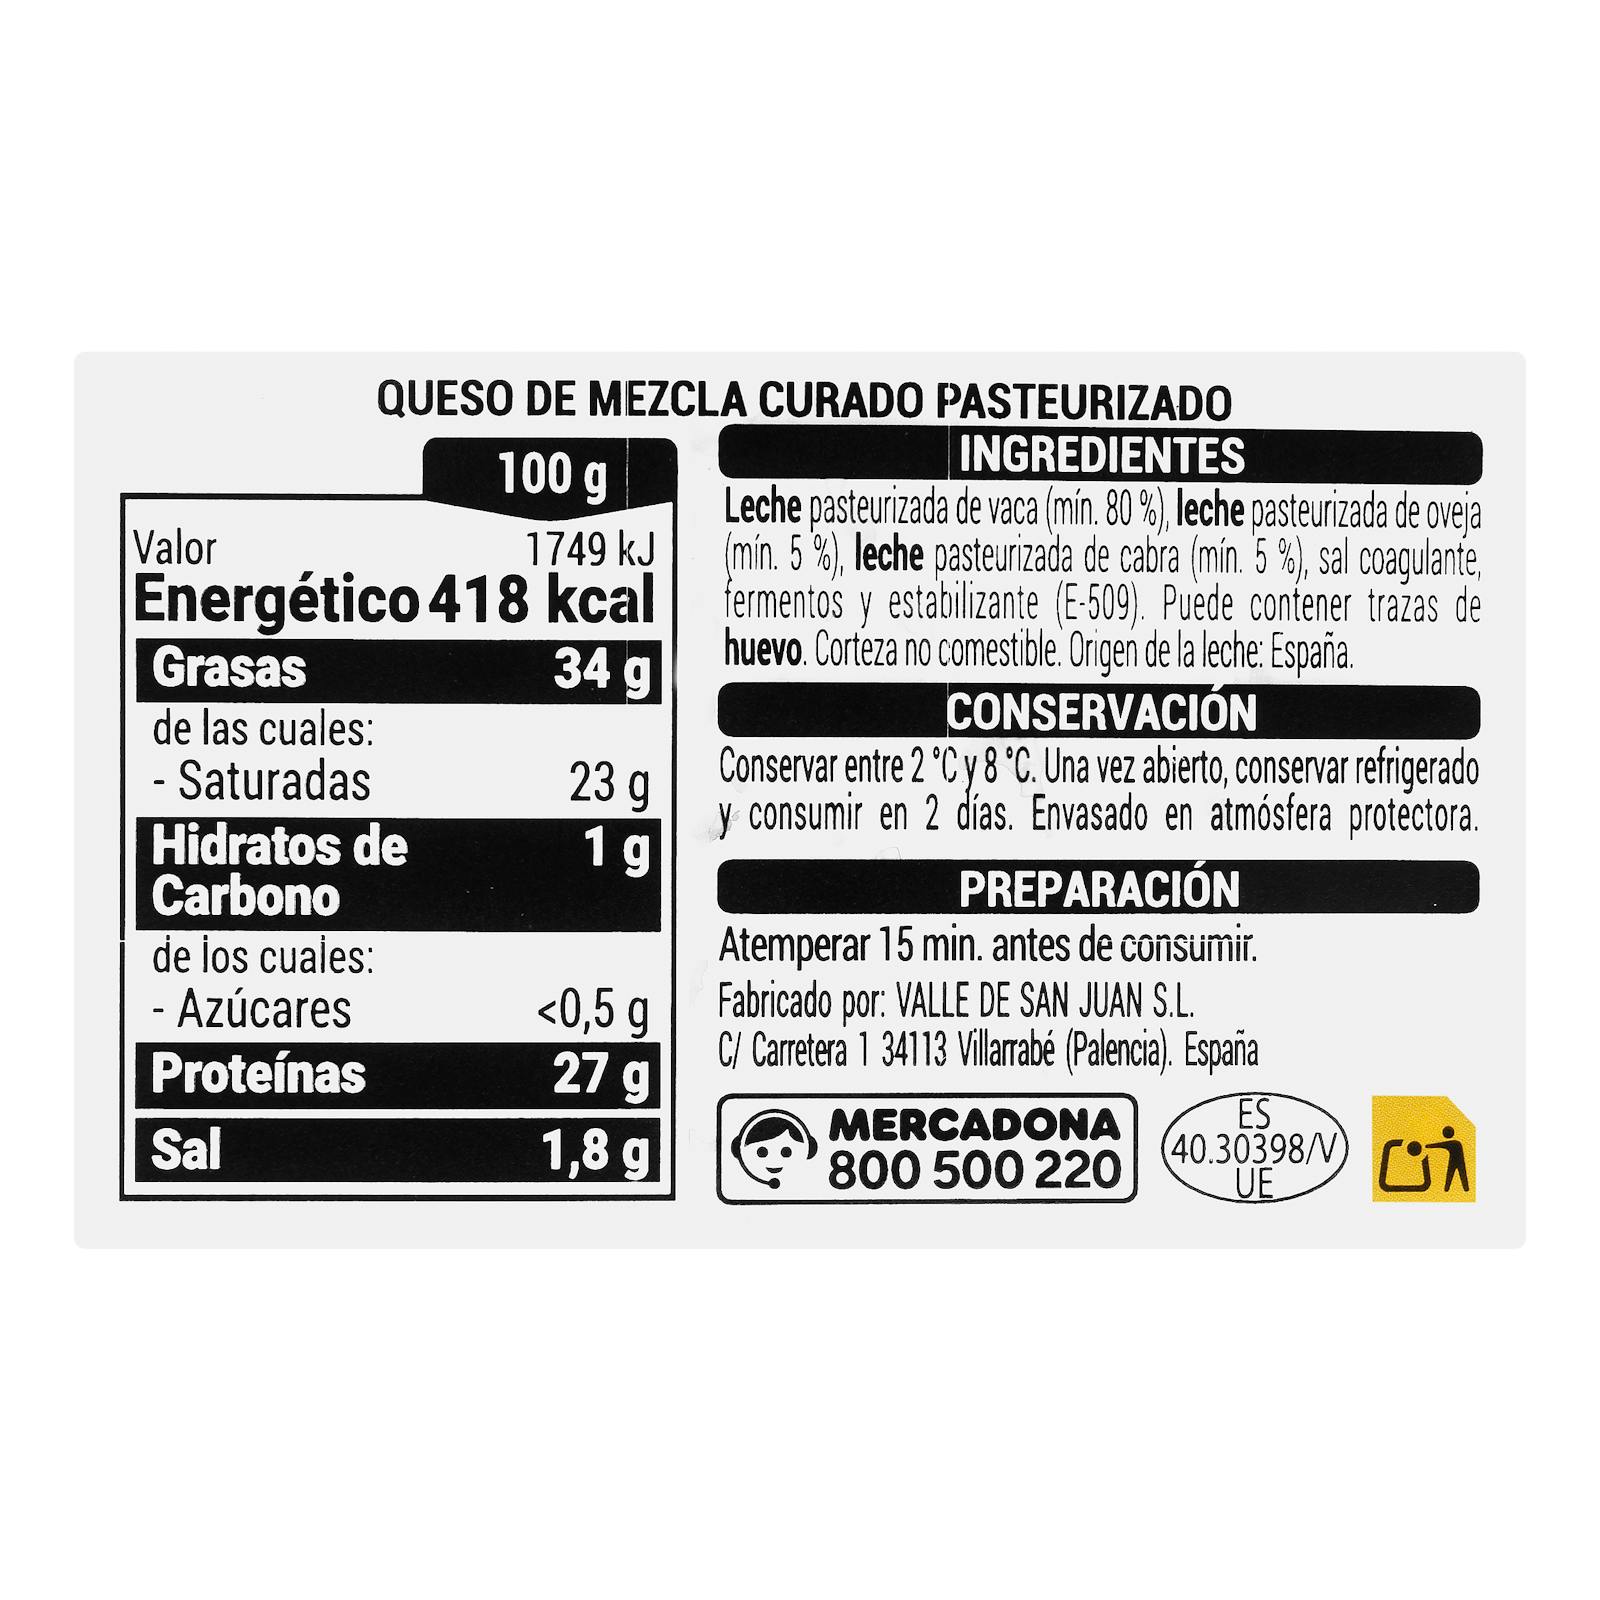 QUESO DE MEZCLA CURADO PASTEURIZADO
100 g
Valor 1749 kJ
Energético 418 kcal
Grasas 34 g
de las cuales:
- Saturadas 23 g
Hidratos de 1 g
Carbono
de los cuales:
- Azúcares <0,5 g
Proteínas 27 g
Sal 1,8 g
INGREDIENTES
Leche pasteurizada de vaca (mín. 80 %), leche pasteurizada de oveja
(mín. 5 %), leche pasteurizada de cabra (mín. 5 %), sal coagulante,
fermentos y estabilizante (E-509). Puede contener trazas de
huevo. Corteza no comestible. Origen de la leche: España.
CONSERVACIÓN
Conservar entre 2 °C y 8 °C. Una vez abierto, conservar refrigerado
y consumir en 2 días. Envasado en atmósfera protectora.
PREPARACIÓN
Atemperar 15 min. antes de consumir.
Fabricado por: VALLE DE SAN JUAN S.L.
C/ Carretera 1 34113 Villarrabé (Palencia). España
MERCADONA
800 500 220
ES
40.30398/V
UE